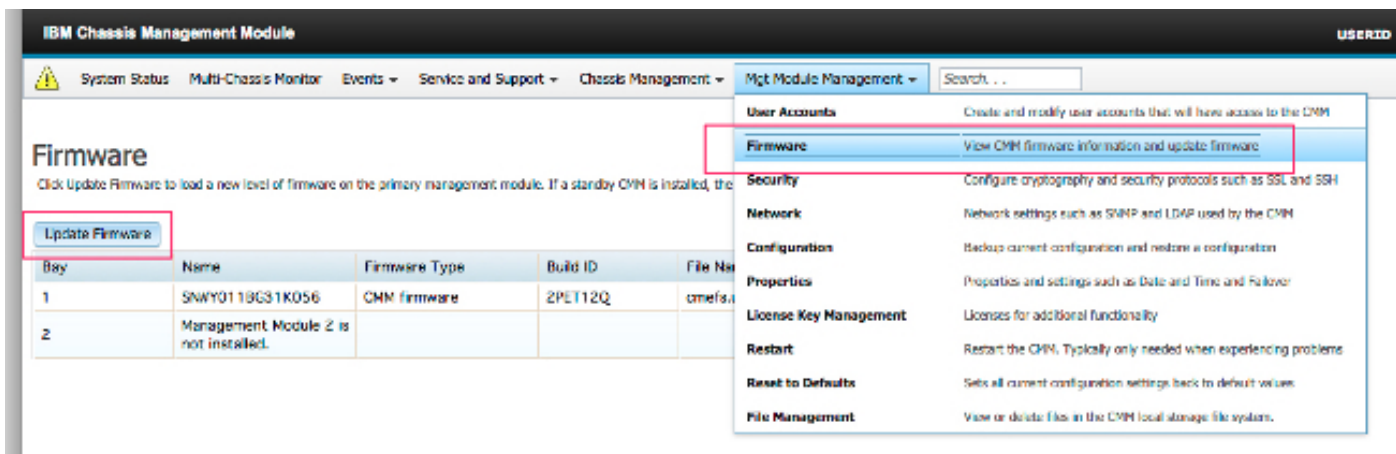 IBM Chassis Management Module
USERID
System Status Multi-Chassis Monitor Events Service and Support Chassis Management Mgt Module Management Search. . .
User Accounts Create and modify user accounts that will have access to the CMM
Firmware View CMM firmware information and update firmware
Security Configure cryptography and security protocols such as SSL and SSH
Network Network settings such as SNMP and LDAP used by the CMM
Configuration Backup current configuration and restore a configuration
Properties Properties and settings such as Date and Time and Failover
License Key Management Licenses for additional functionality
Restart Restart the CMM. Typically only needed when experiencing problems
Reset to Defaults Sets all current configuration settings back to default values
File Management View or delete files in the CMM local storage file system.
Firmware
Click Update Firmware to load a new level of firmware on the primary management module. If a standby CMM is installed, the
Update Firmware
Bay Name Firmware Type Build ID File Na
1 SNWY011BG31K056 CMM firmware 2PET12Q cmefs.
2 Management Module 2 is
not installed.